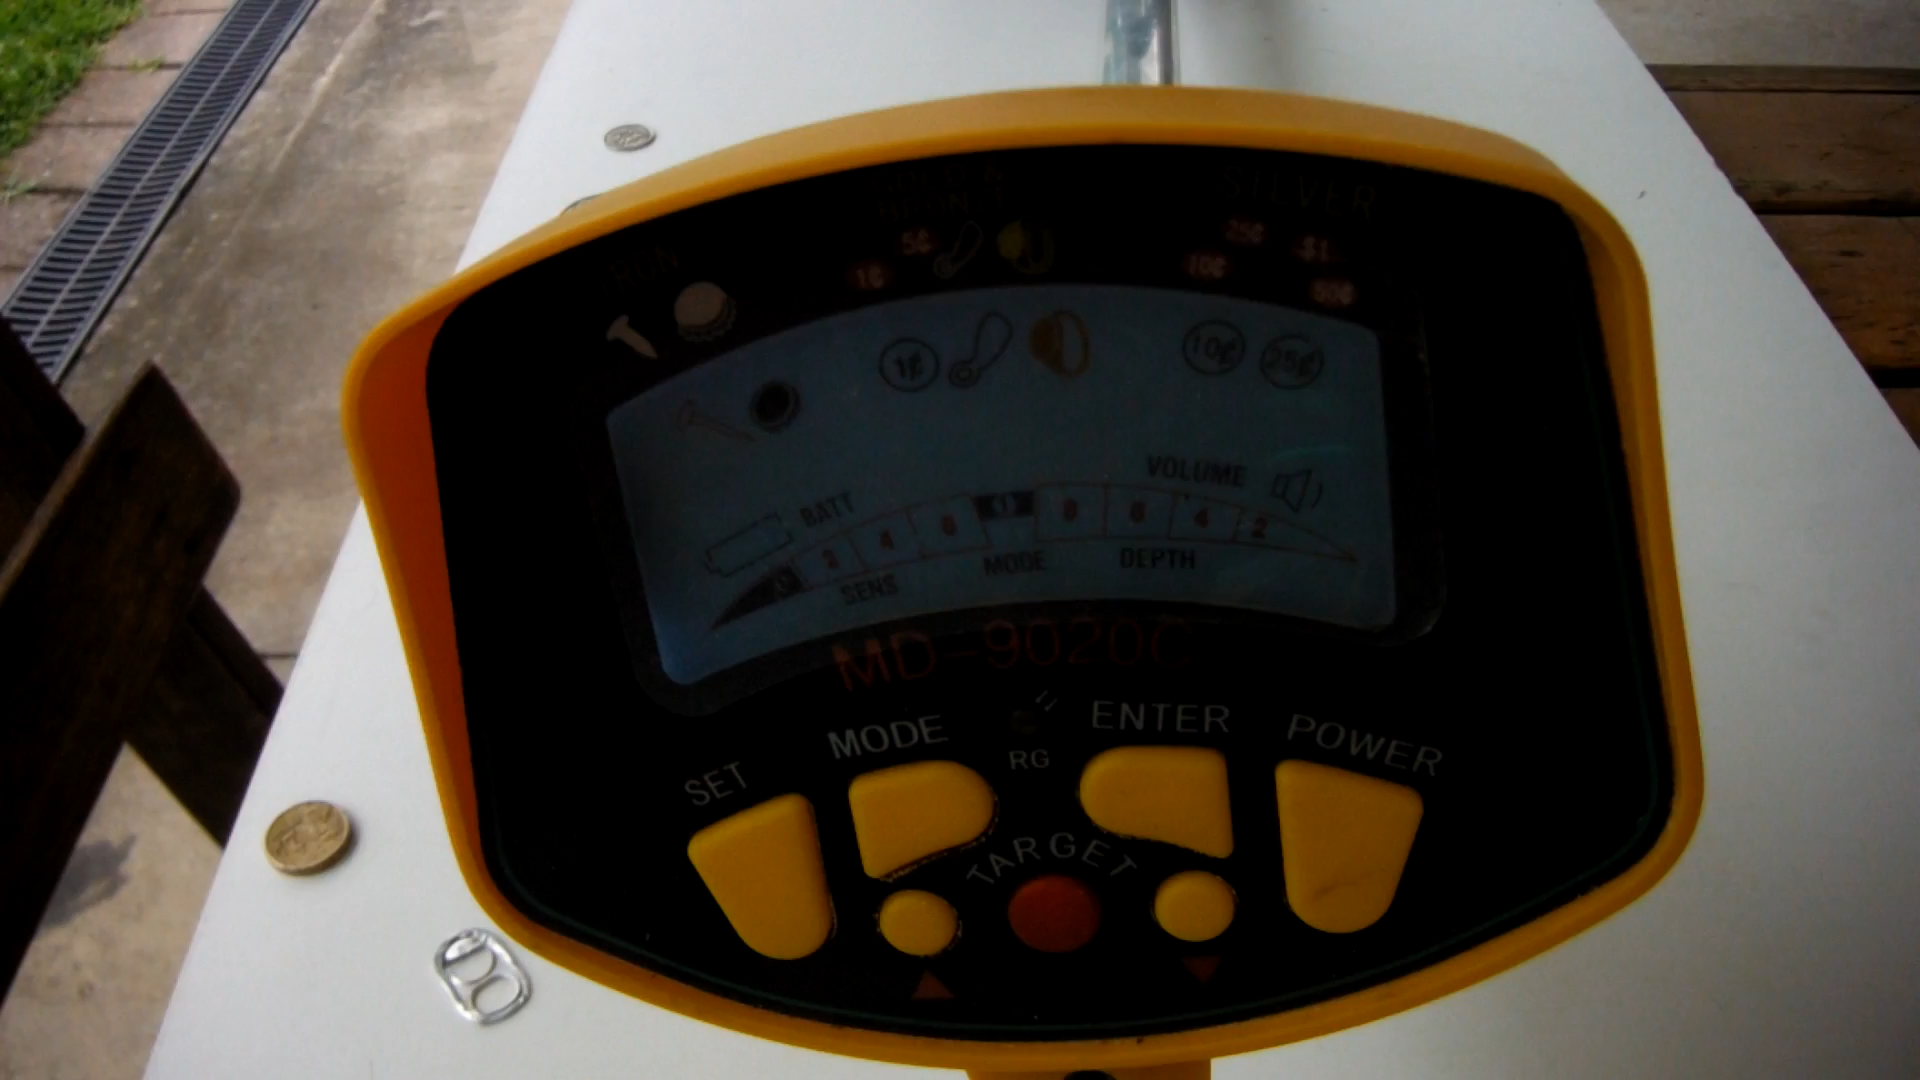 SILVER
5¢ 25¢ $1
1¢ 10¢ 50¢
1¢ 10¢ 25¢
VOLUME
BATT
2 4 6 8 6 4 2
SENS MODE DEPTH
MD-9020C
SET MODE ENTER POWER
RG
TARGET